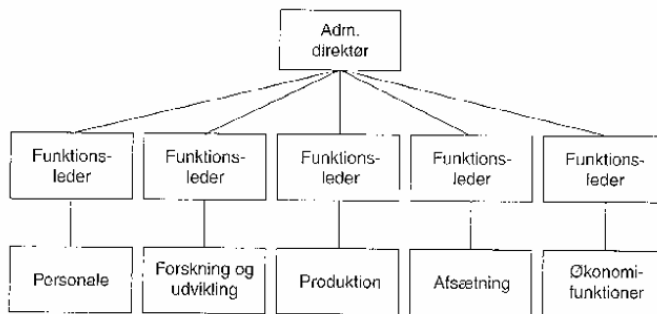 Adm.
direktør
Funktions-
leder
Funktions-
leder
Funktions-
leder
Funktions-
leder
Funktions-
leder
Personale
Forskning og
udvikling
Produktion
Afsætning
Økonomi-
funktioner